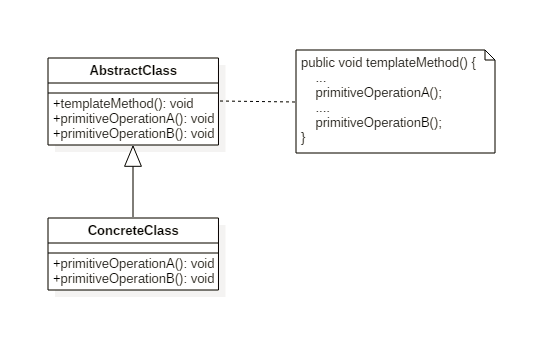 AbstractClass
+templateMethod(): void
+primitiveOperationA(): void
+primitiveOperationB(): void
public void templateMethod() {
...
primitiveOperationA();
....
primitiveOperationB();
}
ConcreteClass
+primitiveOperationA(): void
+primitiveOperationB(): void